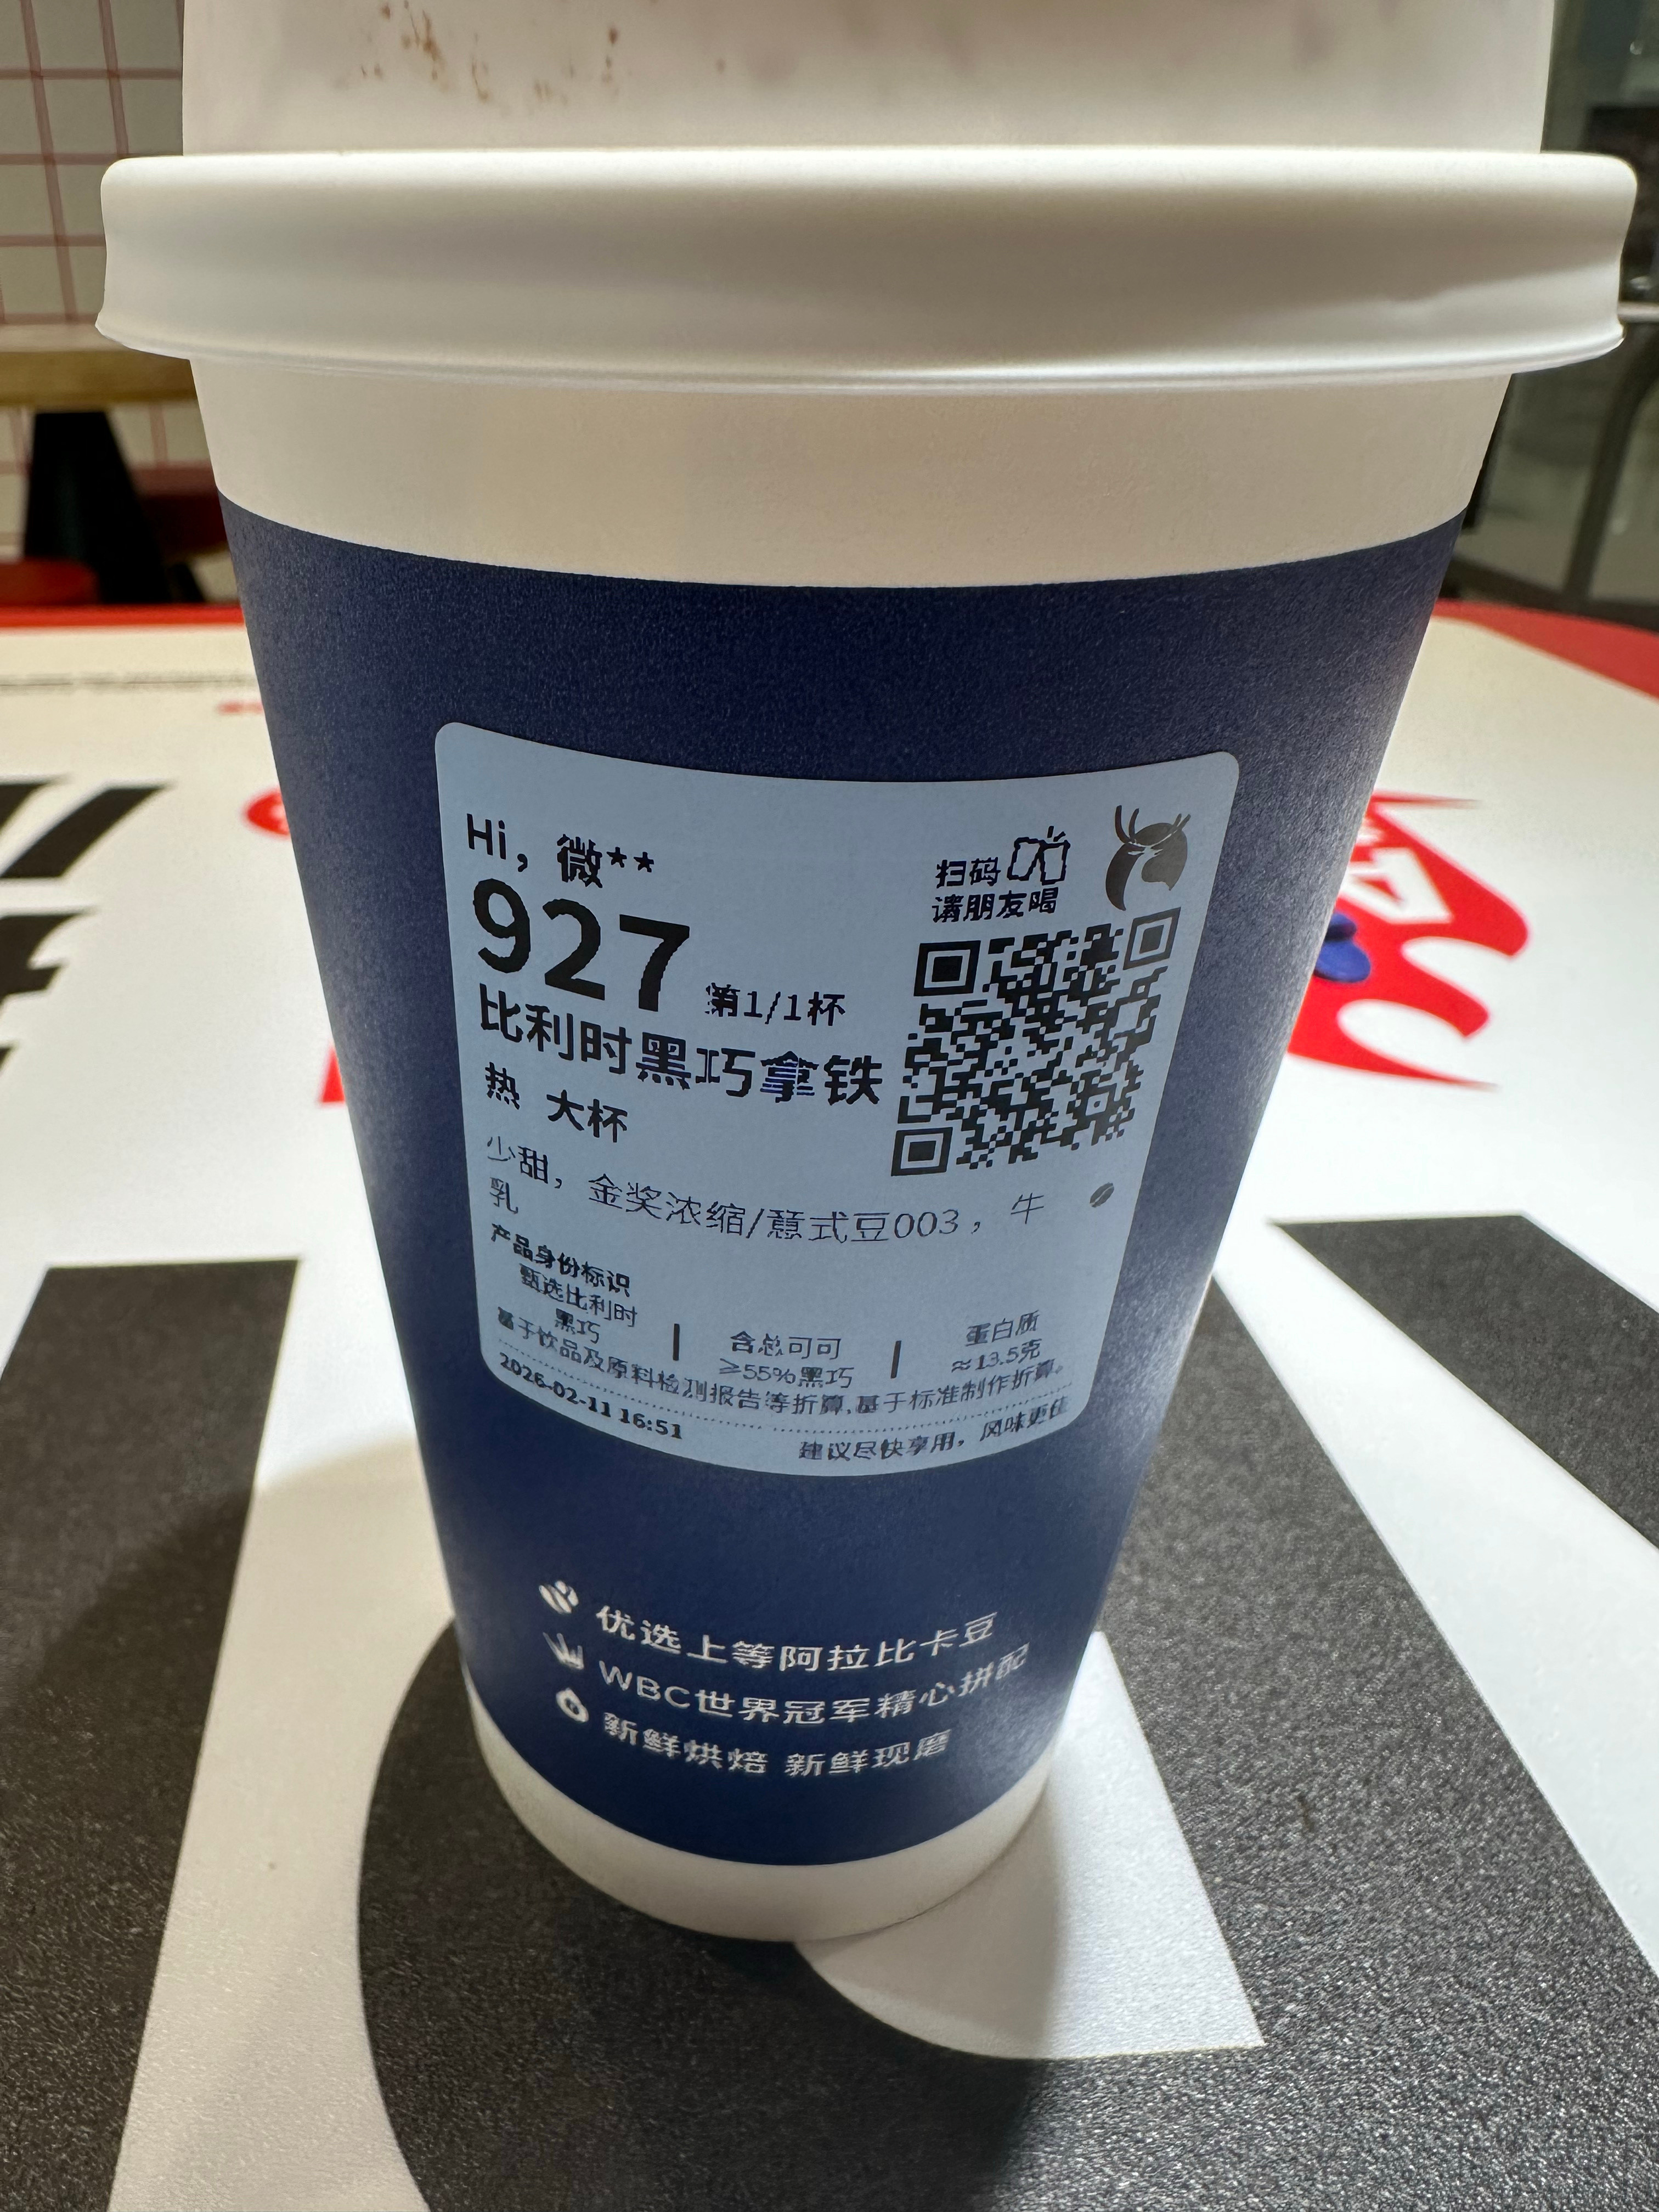 Hi，微**
927 第1/1杯
扫码
请朋友喝
比利时黑巧拿铁
热 大杯
少甜，金奖浓缩/意式豆003，牛
乳
产品身份标识
甄选比利时
黑巧
含总可可
≥55%黑巧
蛋白质
≈13.5克
基于饮品及原料检测报告等折算,基于标准制作折算。
2026-02-11 16:51
建议尽快享用，风味更佳
优选上等阿拉比卡豆
WBC世界冠军精心拼配
新鲜烘焙 新鲜现磨